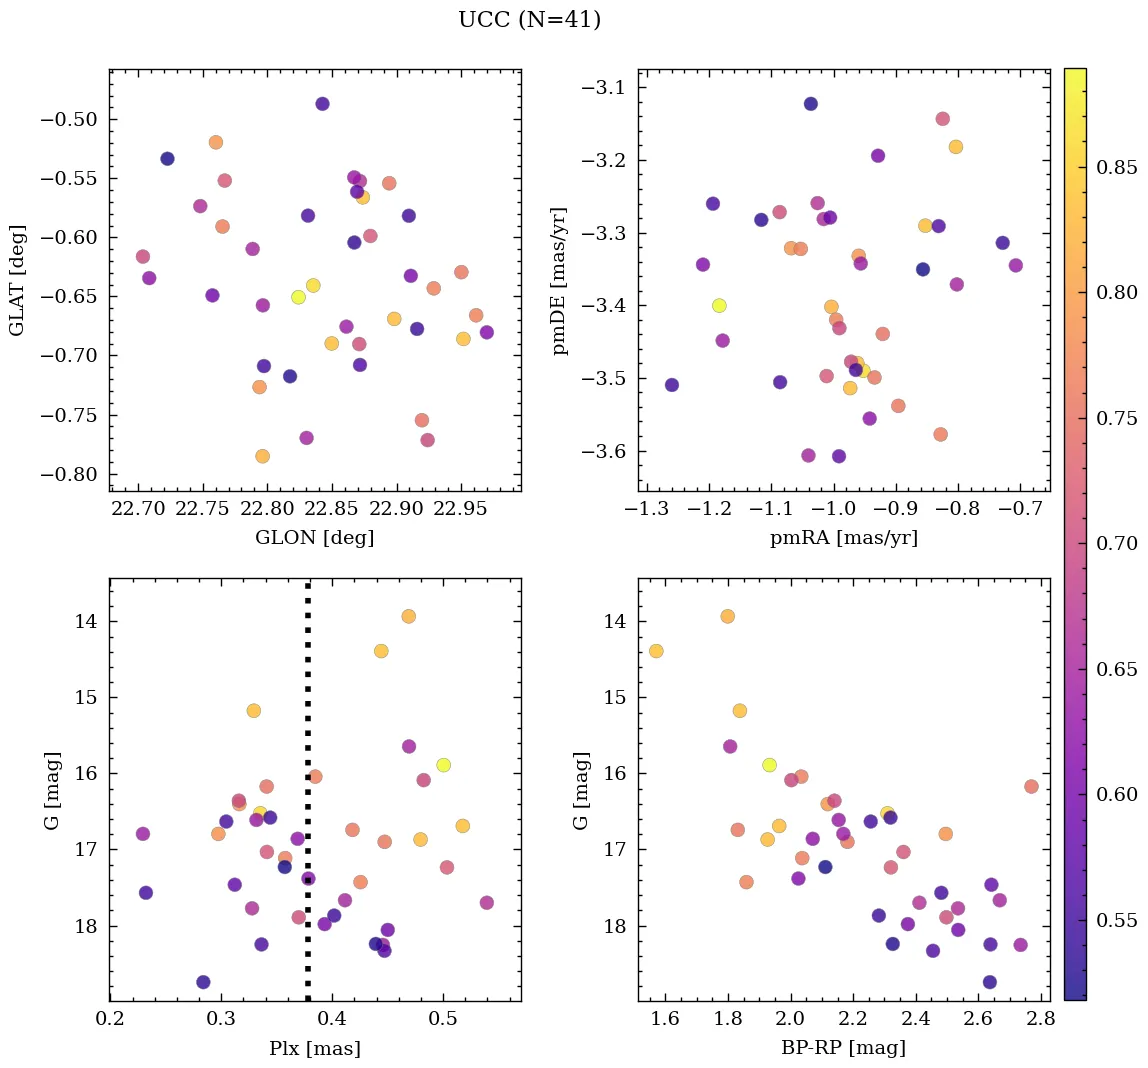 UCC (N=41)
−0.50
−0.55
−0.60
−0.65
−0.70
−0.75
−0.80
GLAT [deg]
22.70 22.75 22.80 22.85 22.90 22.95
GLON [deg]
−3.1
−3.2
−3.3
−3.4
−3.5
−3.6
pmDE [mas/yr]
−1.3 −1.2 −1.1 −1.0 −0.9 −0.8 −0.7
pmRA [mas/yr]
14
15
16
17
18
G [mag]
0.2 0.3 0.4 0.5
Plx [mas]
14
15
16
17
18
G [mag]
1.6 1.8 2.0 2.2 2.4 2.6 2.8
BP-RP [mag]
0.85
0.80
0.75
0.70
0.65
0.60
0.55